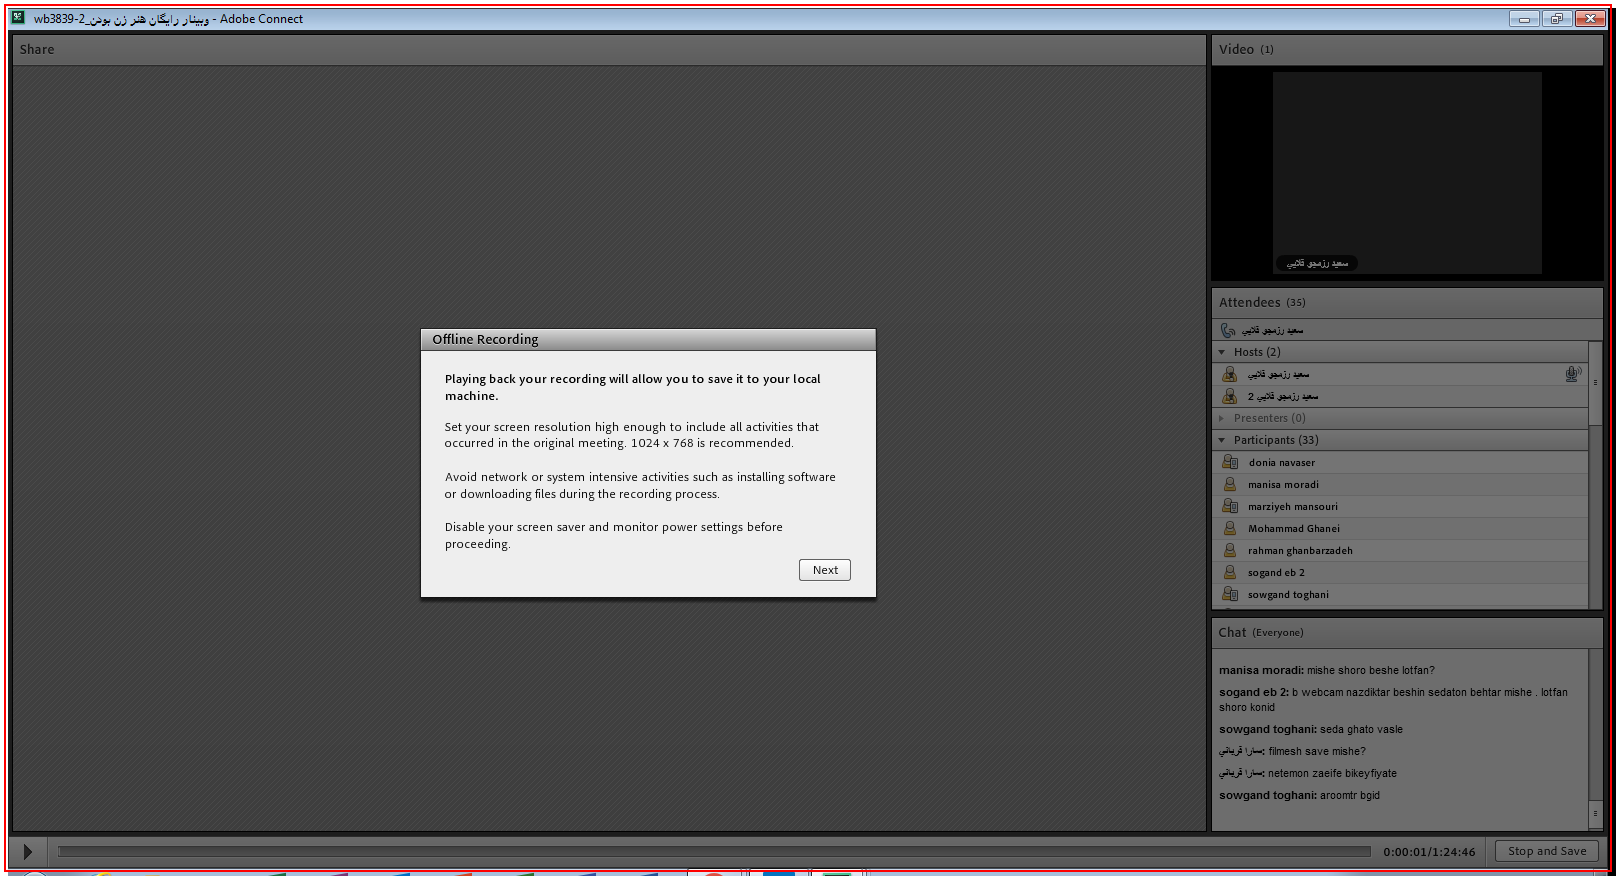 wb3839-2_وبینار رایگان هنر زن بودن - Adobe Connect
Share
Offline Recording
Playing back your recording will allow you to save it to your local
machine.
Set your screen resolution high enough to include all activities that
occurred in the original meeting. 1024 x 768 is recommended.
Avoid network or system intensive activities such as installing software
or downloading files during the recording process.
Disable your screen saver and monitor power settings before
proceeding.
Next
Video (1)
سعید رزمجو قلایی
Attendees (35)
سعید رزمجو قلایی
Hosts (2)
سعید رزمجو قلایی
سعید رزمجو قلایی 2
Presenters (0)
Participants (33)
donia navaser
manisa moradi
marziyeh mansouri
Mohammad Ghanei
rahman ghanbarzadeh
sogand eb 2
sowgand toghani
Chat (Everyone)
manisa moradi: mishe shoro beshe lotfan?
sogand eb 2: b webcam nazdiktar beshin sedaton behtar mishe . lotfan
shoro konid
sowgand toghani: seda ghato vasle
سارا قربانی: filmesh save mishe?
سارا قربانی: netemon zaeife bikeyfiyate
sowgand toghani: aroomtr bgid
0:00:01/1:24:46
Stop and Save